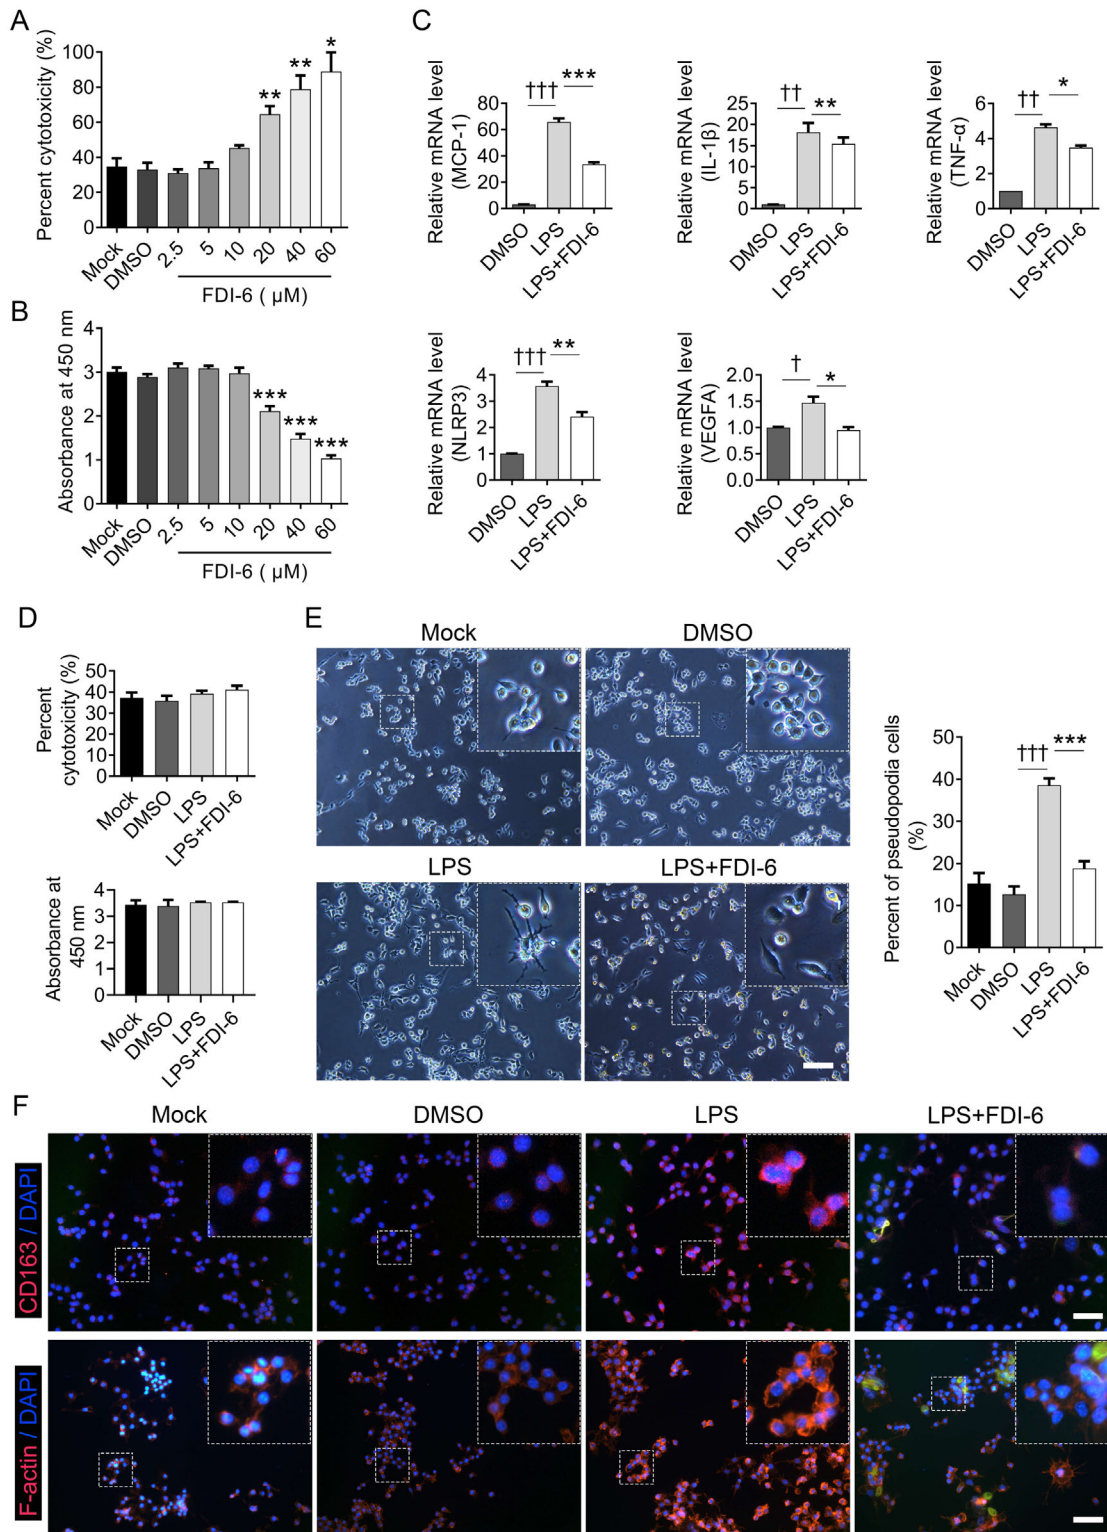 A
Percent cytotoxicity (%)
100
80
60
40
20
0
**
**
*
Mock
DMSO
2.5
5
10
20
40
60
FDI-6 ( μM)
B
Absorbance at 450 nm
4
3
2
1
0
***
***
***
Mock
DMSO
2.5
5
10
20
40
60
FDI-6 ( μM)
C
Relative mRNA level
(MCP-1)
80
60
40
20
0
†††
***
DMSO
LPS
LPS+FDI-6
Relative mRNA level
(IL-1β)
25
20
15
10
5
0
††
**
DMSO
LPS
LPS+FDI-6
Relative mRNA level
(TNF-α)
6
4
2
0
††
*
DMSO
LPS
LPS+FDI-6
Relative mRNA level
(NLRP3)
4
3
2
1
0
†††
**
DMSO
LPS
LPS+FDI-6
Relative mRNA level
(VEGFA)
2.0
1.5
1.0
0.5
0.0
†
*
DMSO
LPS
LPS+FDI-6
D
Percent
cytotoxicity (%)
50
40
30
20
10
0
Mock
DMSO
LPS
LPS+FDI-6
Absorbance at
450 nm
4
3
2
1
0
Mock
DMSO
LPS
LPS+FDI-6
E
Mock
DMSO
LPS
LPS+FDI-6
Percent of pseudopodia cells
(%)
50
40
30
20
10
0
†††
***
Mock
DMSO
LPS
LPS+FDI-6
F
Mock
DMSO
LPS
LPS+FDI-6
CD163 / DAPI
F-actin / DAPI